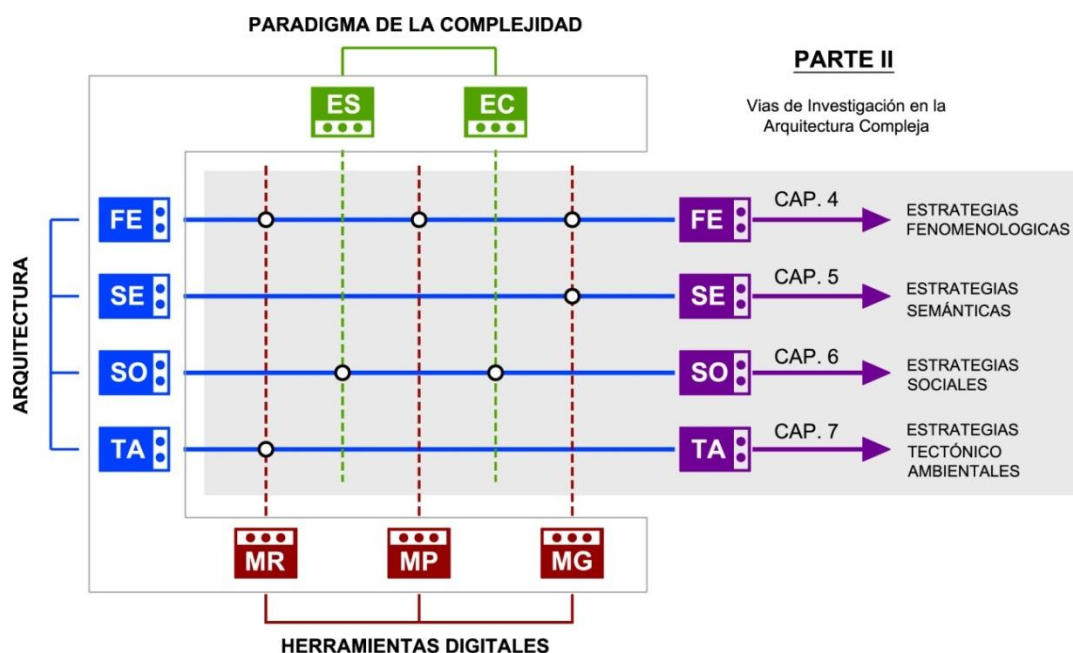 PARADIGMA DE LA COMPLEJIDAD
PARTE II
Vias de Investigación en la
Arquitectura Compleja
ES
EC
ARQUITECTURA
FE
FE
CAP. 4
ESTRATEGIAS
FENOMENOLOGICAS
SE
SE
CAP. 5
ESTRATEGIAS
SEMÁNTICAS
SO
SO
CAP. 6
ESTRATEGIAS
SOCIALES
TA
TA
CAP. 7
ESTRATEGIAS
TECTÓNICO
AMBIENTALES
MR
MP
MG
HERRAMIENTAS DIGITALES